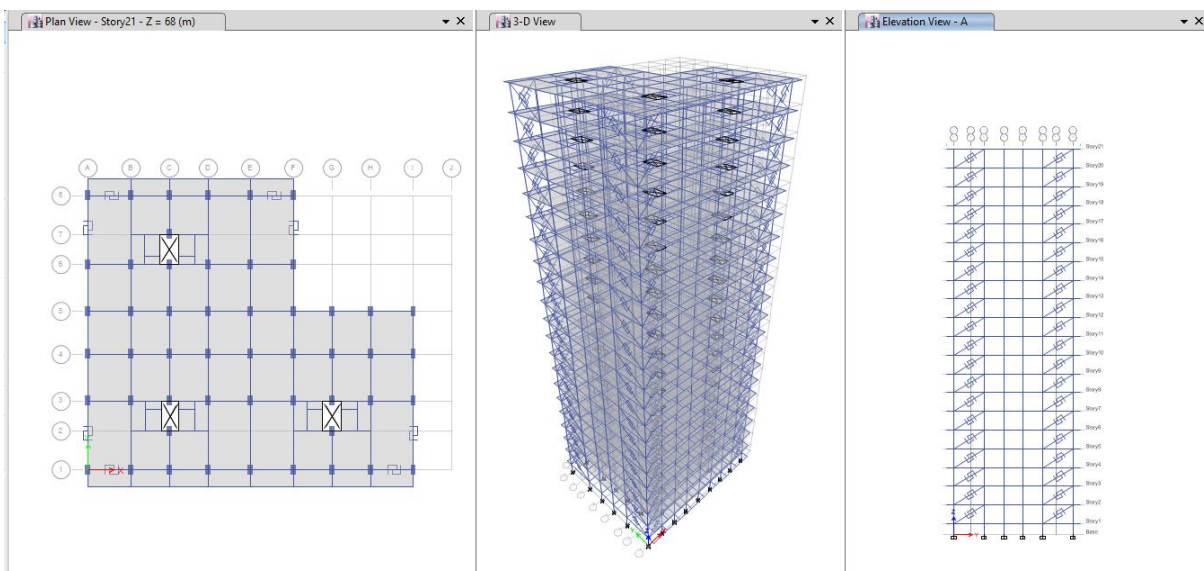 Plan View - Story21 - Z = 68 (m)
A B C D E F G H I J
8
7
6
5
4
3
2
1
X
3-D View
Elevation View - A
Story21
Story20
Story19
Story18
Story17
Story16
Story15
Story14
Story13
Story12
Story11
Story10
Story9
Story8
Story7
Story6
Story5
Story4
Story3
Story2
Story1
Base
Z
Y